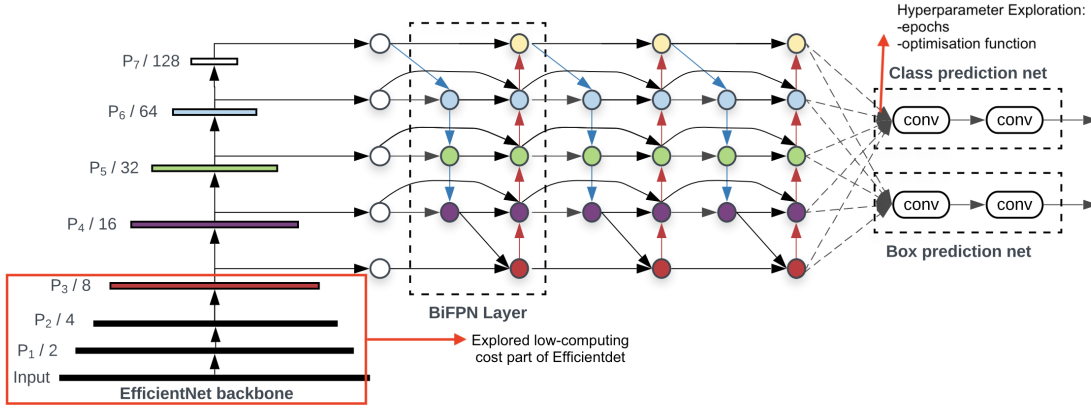 Hyperparameter Exploration:
-epochs
-optimisation function
Class prediction net
P7 / 128
P6 / 64
conv
conv
P5 / 32
P4 / 16
conv
conv
Box prediction net
P3 / 8
BiFPN Layer
P2 / 4
Explored low-computing
cost part of Efficientdet
P1 / 2
Input
EfficientNet backbone